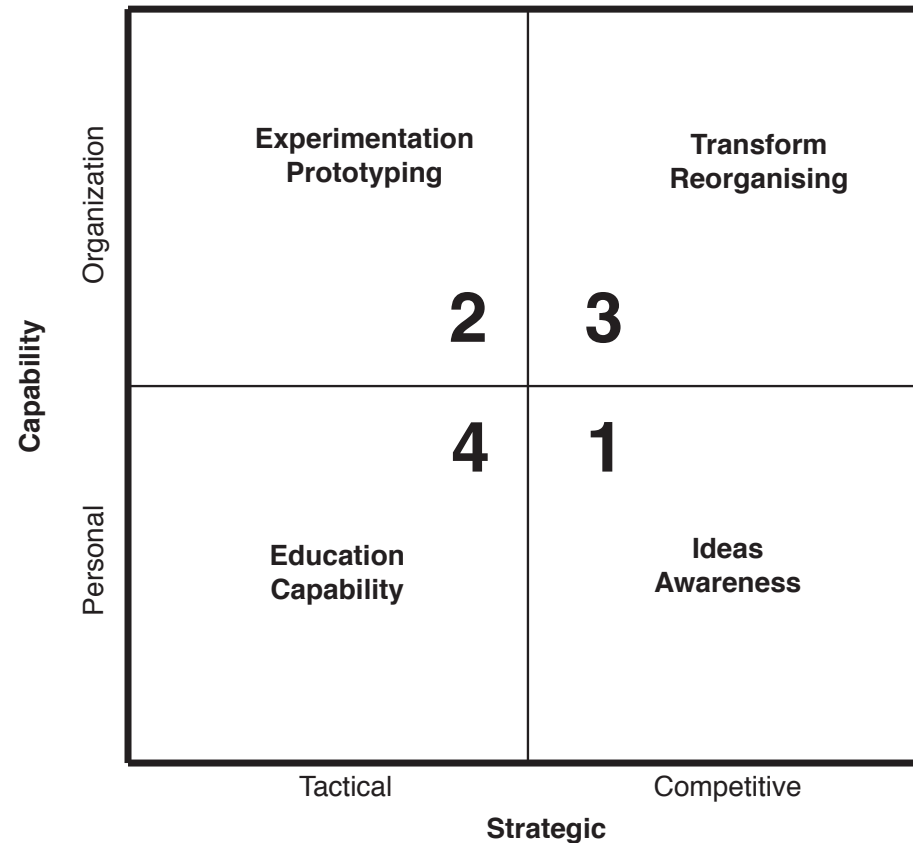 Capability
Organization
Personal
Experimentation
Prototyping
2
Transform
Reorganising
3
4
Education
Capability
1
Ideas
Awareness
Tactical
Competitive
Strategic